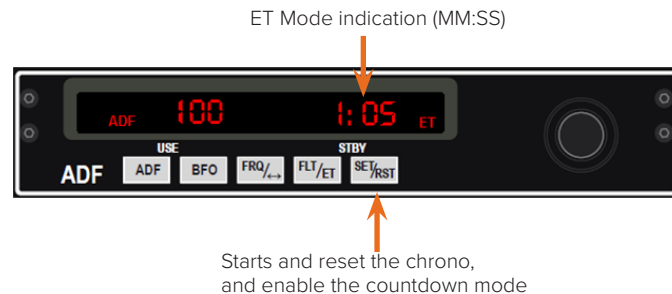 ET Mode indication (MM:SS)
ADF 100 1:05 ET
USE STBY
ADF ADF BFO FRQ/↔ FLT/ET SET/RST
Starts and reset the chrono,
and enable the countdown mode